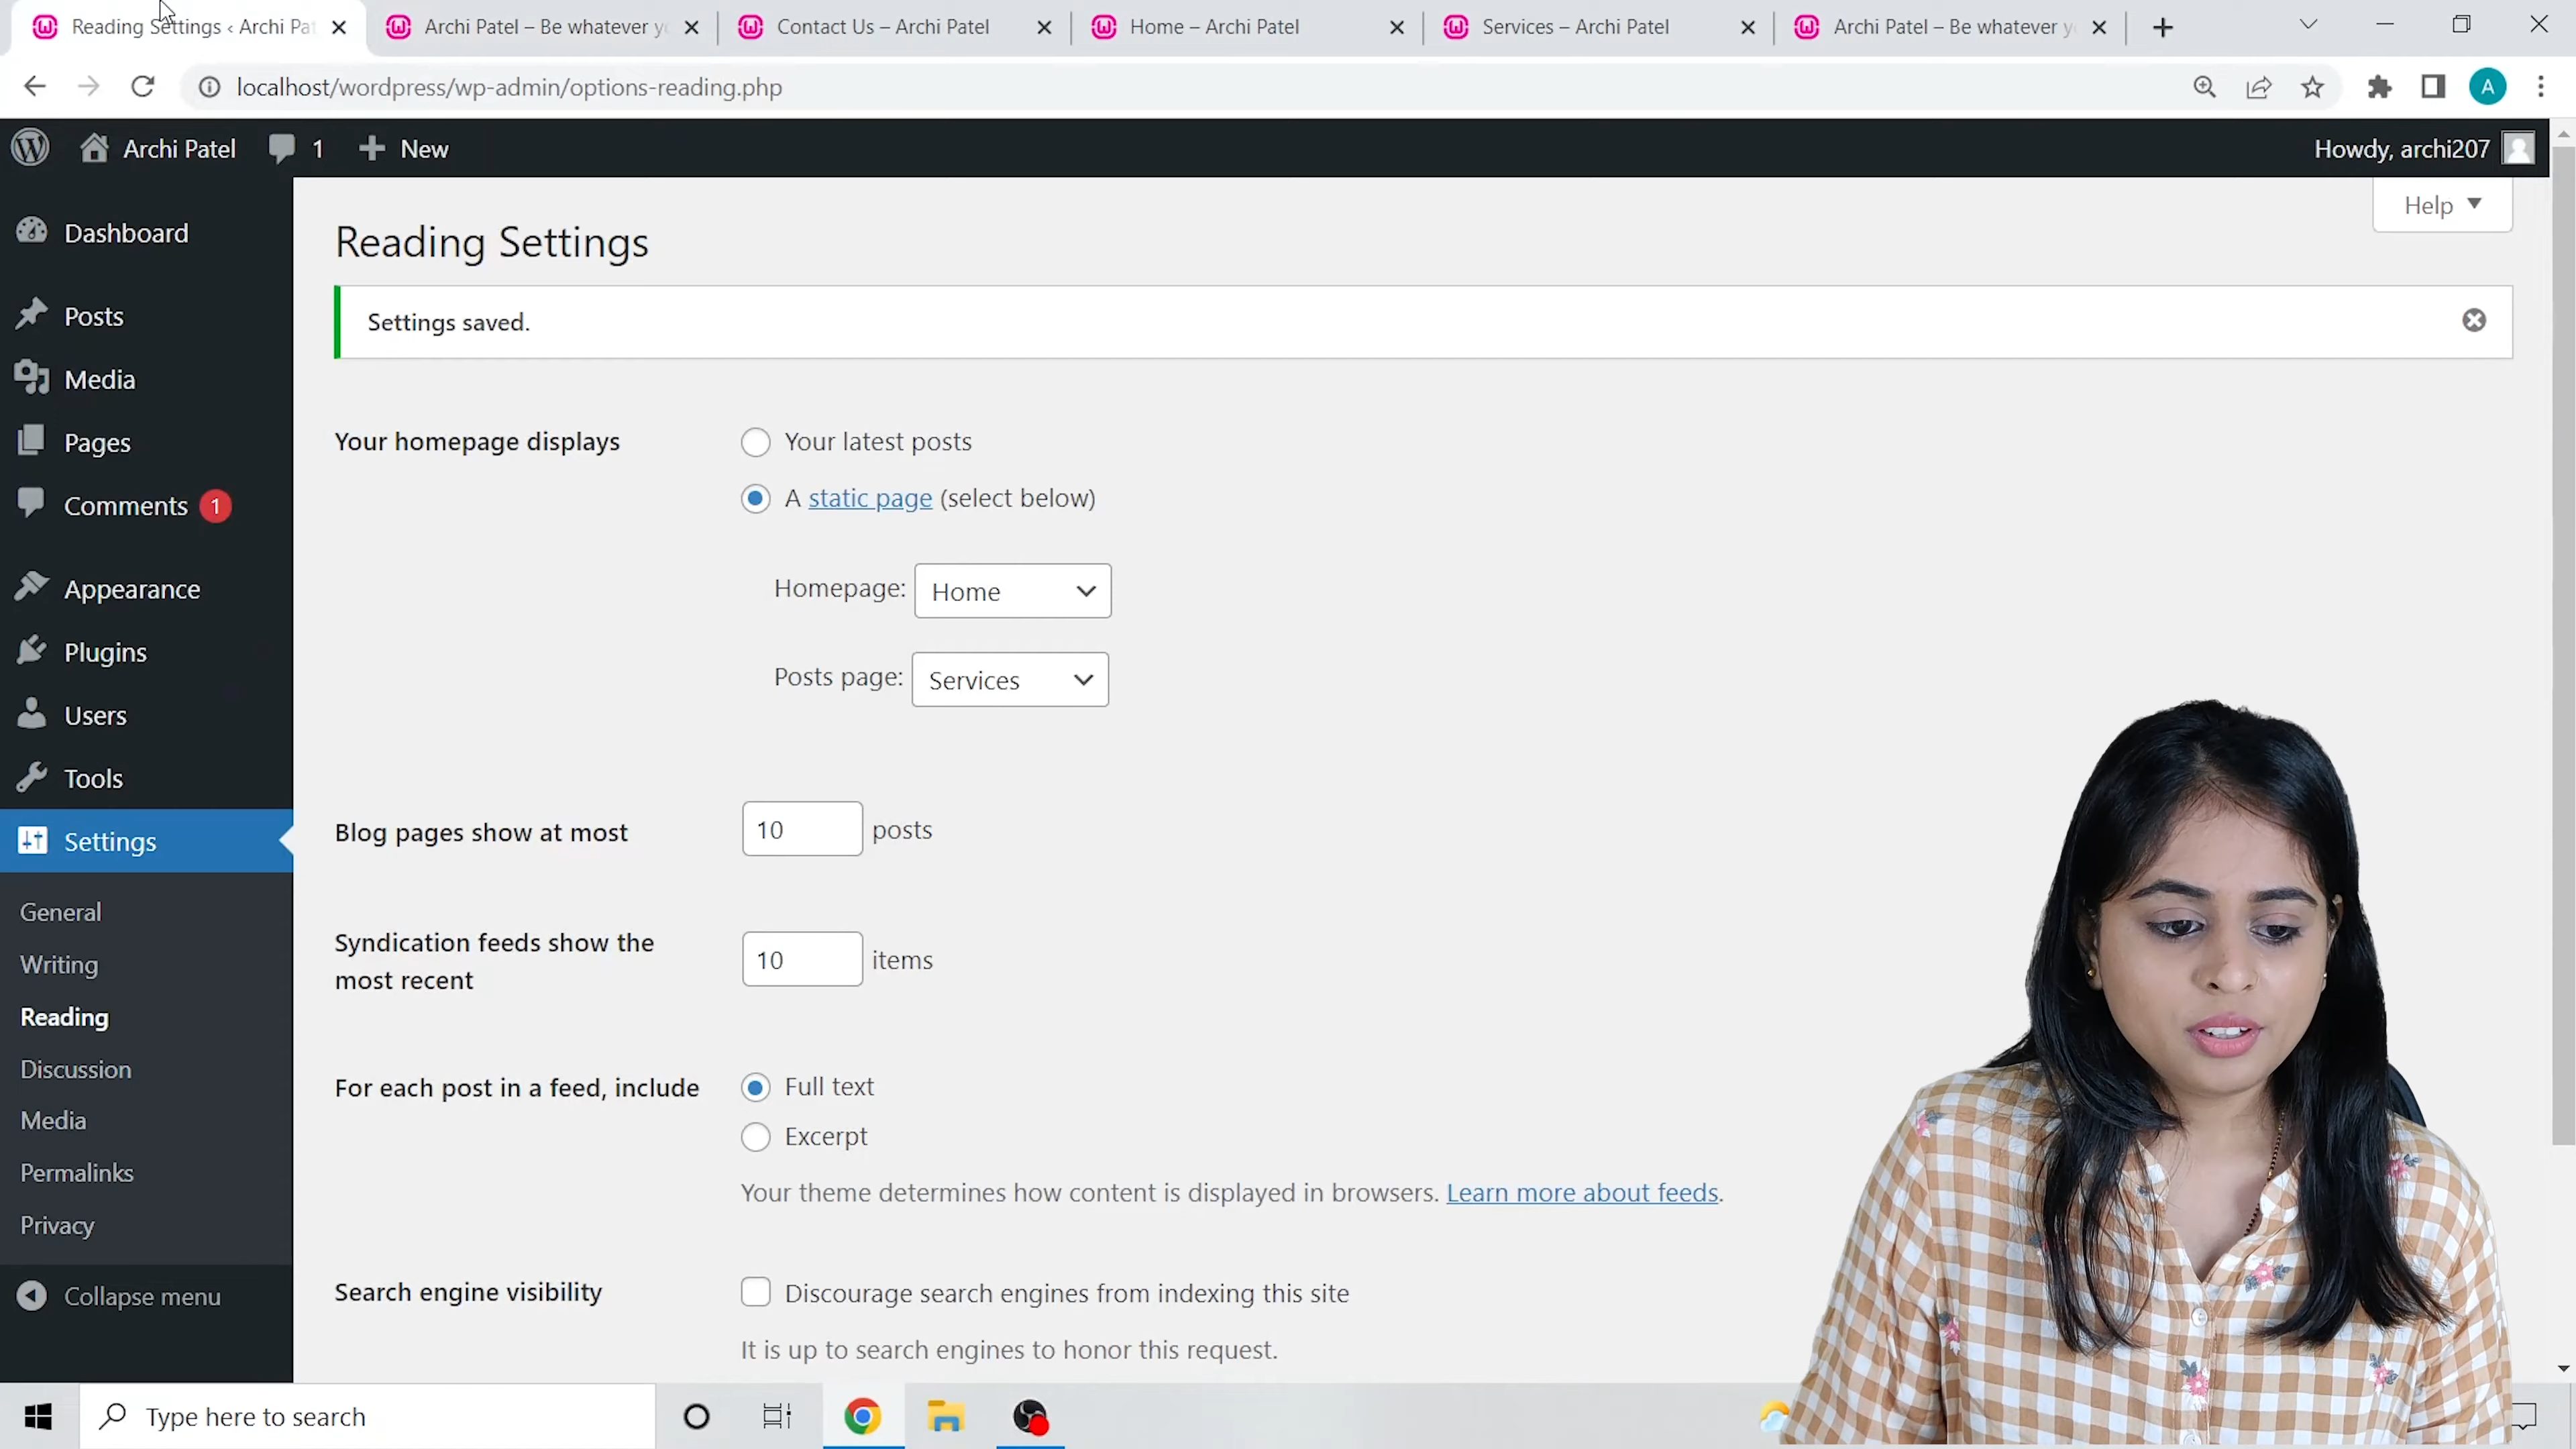 Reading Settings ‹ Archi Pat
Archi Patel – Be whatever yo
Contact Us – Archi Patel
Home – Archi Patel
Services – Archi Patel
Archi Patel – Be whatever yo
localhost/wordpress/wp-admin/options-reading.php
A
Archi Patel
1
New
Howdy, archi207
Help
Dashboard
Posts
Media
Pages
Comments 1
Appearance
Plugins
Users
Tools
Settings
General
Writing
Reading
Discussion
Media
Permalinks
Privacy
Collapse menu
Reading Settings
Settings saved.
Your homepage displays
Your latest posts
A static page (select below)
Homepage: Home
Posts page: Services
Blog pages show at most
10 posts
Syndication feeds show the
most recent
10 items
For each post in a feed, include
Full text
Excerpt
Your theme determines how content is displayed in browsers. Learn more about feeds.
Search engine visibility
Discourage search engines from indexing this site
It is up to search engines to honor this request.
Type here to search